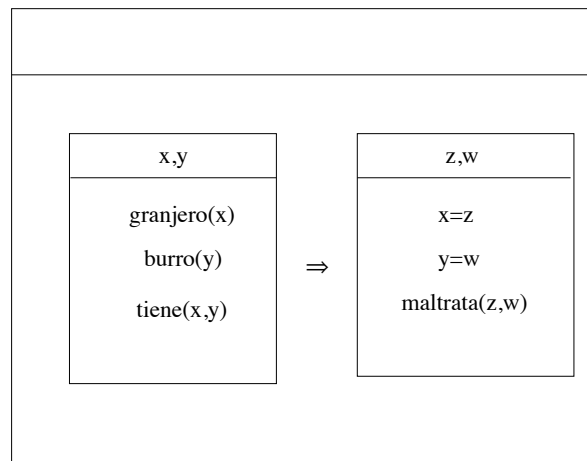 x,y
granjero(x)
burro(y)
tiene(x,y)
⇒
z,w
x=z
y=w
maltrata(z,w)